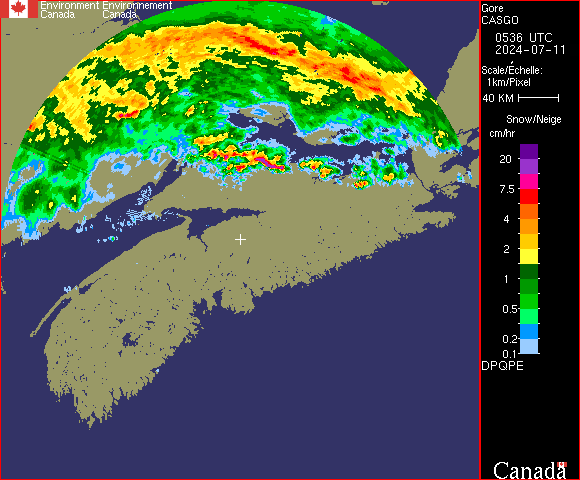 Environment Environnement
Canada Canada
Gore
CASGO
0536 UTC
2024-07-11
Scale/Echelle:
1km/Pixel
40 KM
Snow/Neige
cm/hr
20
7.5
4
2
1
0.5
0.2
0.1
DPQPE
Canada